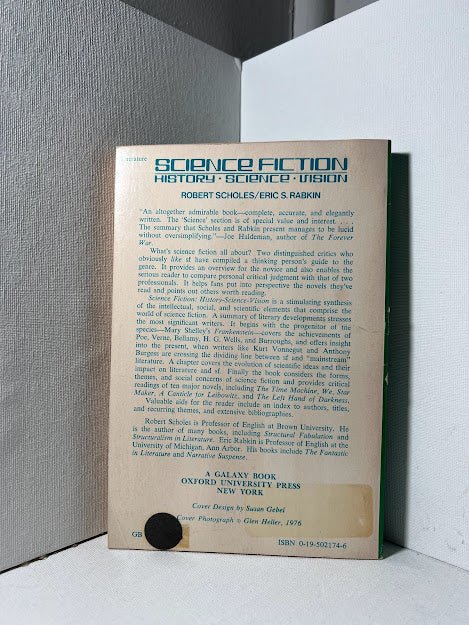 SCIENCE FICTION
HISTORY · SCIENCE · VISION
ROBERT SCHOLES/ERIC S. RABKIN
"An altogether admirable book—complete, accurate, and elegantly
written. The 'Science' section is of special value and interest. . . .
The summary that Scholes and Rabkin present manages to be lucid
without oversimplifying."—Joe Haldeman, author of The Forever
War.
What's science fiction all about? Two distinguished critics who
obviously like sf have compiled a thinking person's guide to the
genre. It provides an overview for the novice and also enables the
serious reader to compare personal critical judgment with that of two
professionals. It helps fans put into perspective the novels they've
read and points out others worth reading.
Science Fiction: History-Science-Vision is a stimulating synthesis
of the intellectual, social, and scientific elements that comprise the
world of science fiction. A summary of literary developments stresses
the most significant writers. It begins with the progenitor of the
species—Mary Shelley's Frankenstein—covers the achievements of
Poe, Verne, Bellamy, H. G. Wells, and Burroughs, and offers insight
into the present, when writers like Kurt Vonnegut and Anthony
Burgess are crossing the dividing line between sf and "mainstream"
literature. A chapter covers the evolution of scientific ideas and their
impact on literature and sf. Finally the book considers the forms,
themes, and social concerns of science fiction and provides critical
readings of ten major novels, including The Time Machine, We, Star
Maker, A Canticle for Leibowitz, and The Left Hand of Darkness.
Valuable aids for the reader include an index to authors, titles,
and recurring themes, and extensive bibliographies.
Robert Scholes is Professor of English at Brown University. He
is the author of many books, including Structural Fabulation and
Structuralism in Literature. Eric Rabkin is Professor of English at the
University of Michigan, Ann Arbor. His books include The Fantastic
in Literature and Narrative Suspense.
A GALAXY BOOK
OXFORD UNIVERSITY PRESS
NEW YORK
Cover Design by Susan Gebel
Cover Photograph © Glen Heller, 1976
GB
ISBN 0-19-502174-6